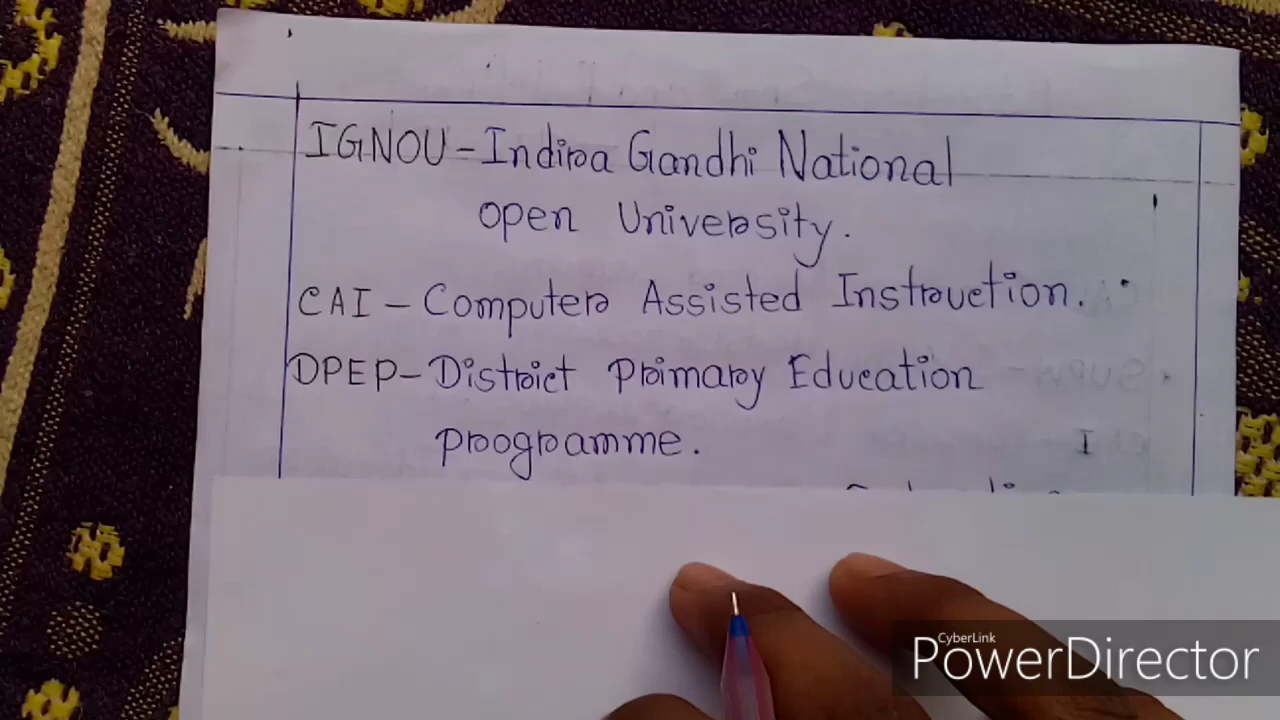 IGNOU - Indira Gandhi National
Open University.
CAI - Computer Assisted Instruction.
DPEP - District Primary Education
Programme.
CyberLink
PowerDirector